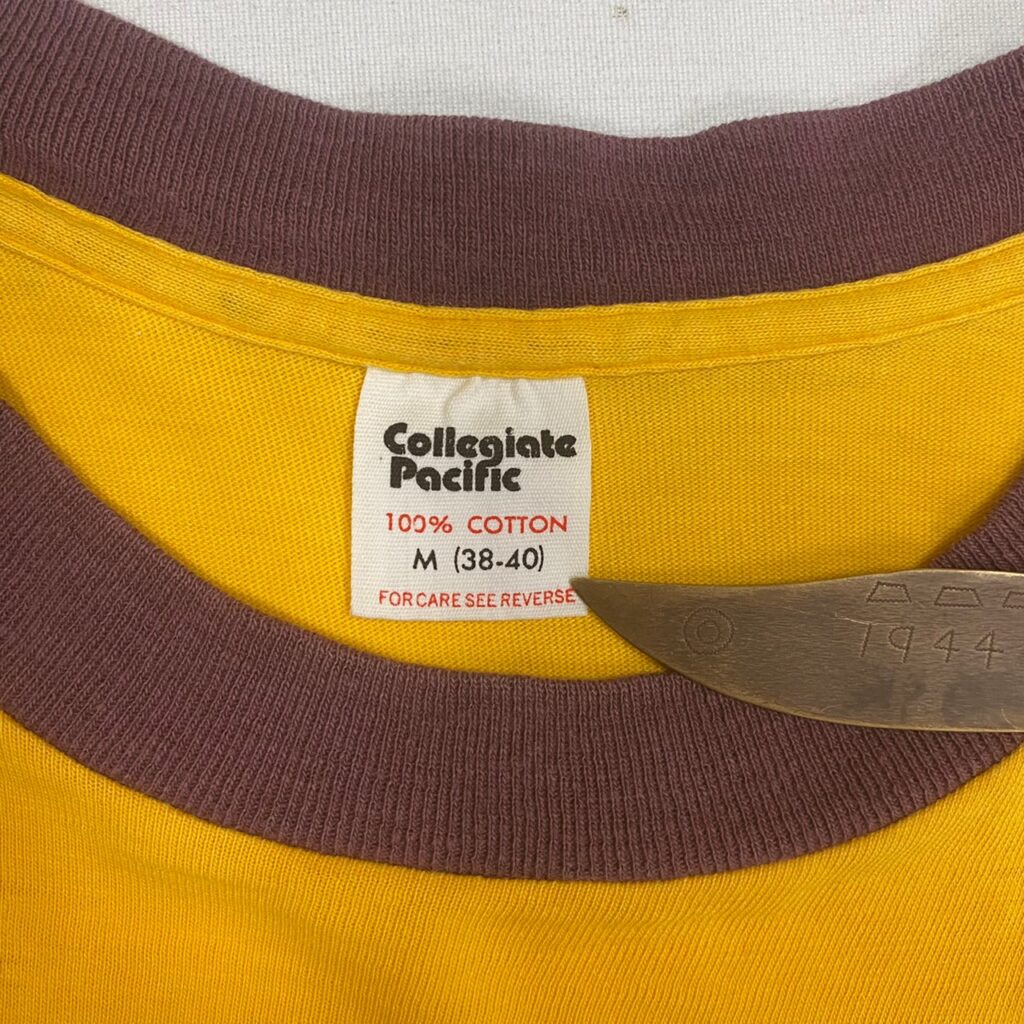 Collegiate
Pacific
100% COTTON
M (38-40)
FOR CARE SEE REVERSE
1944